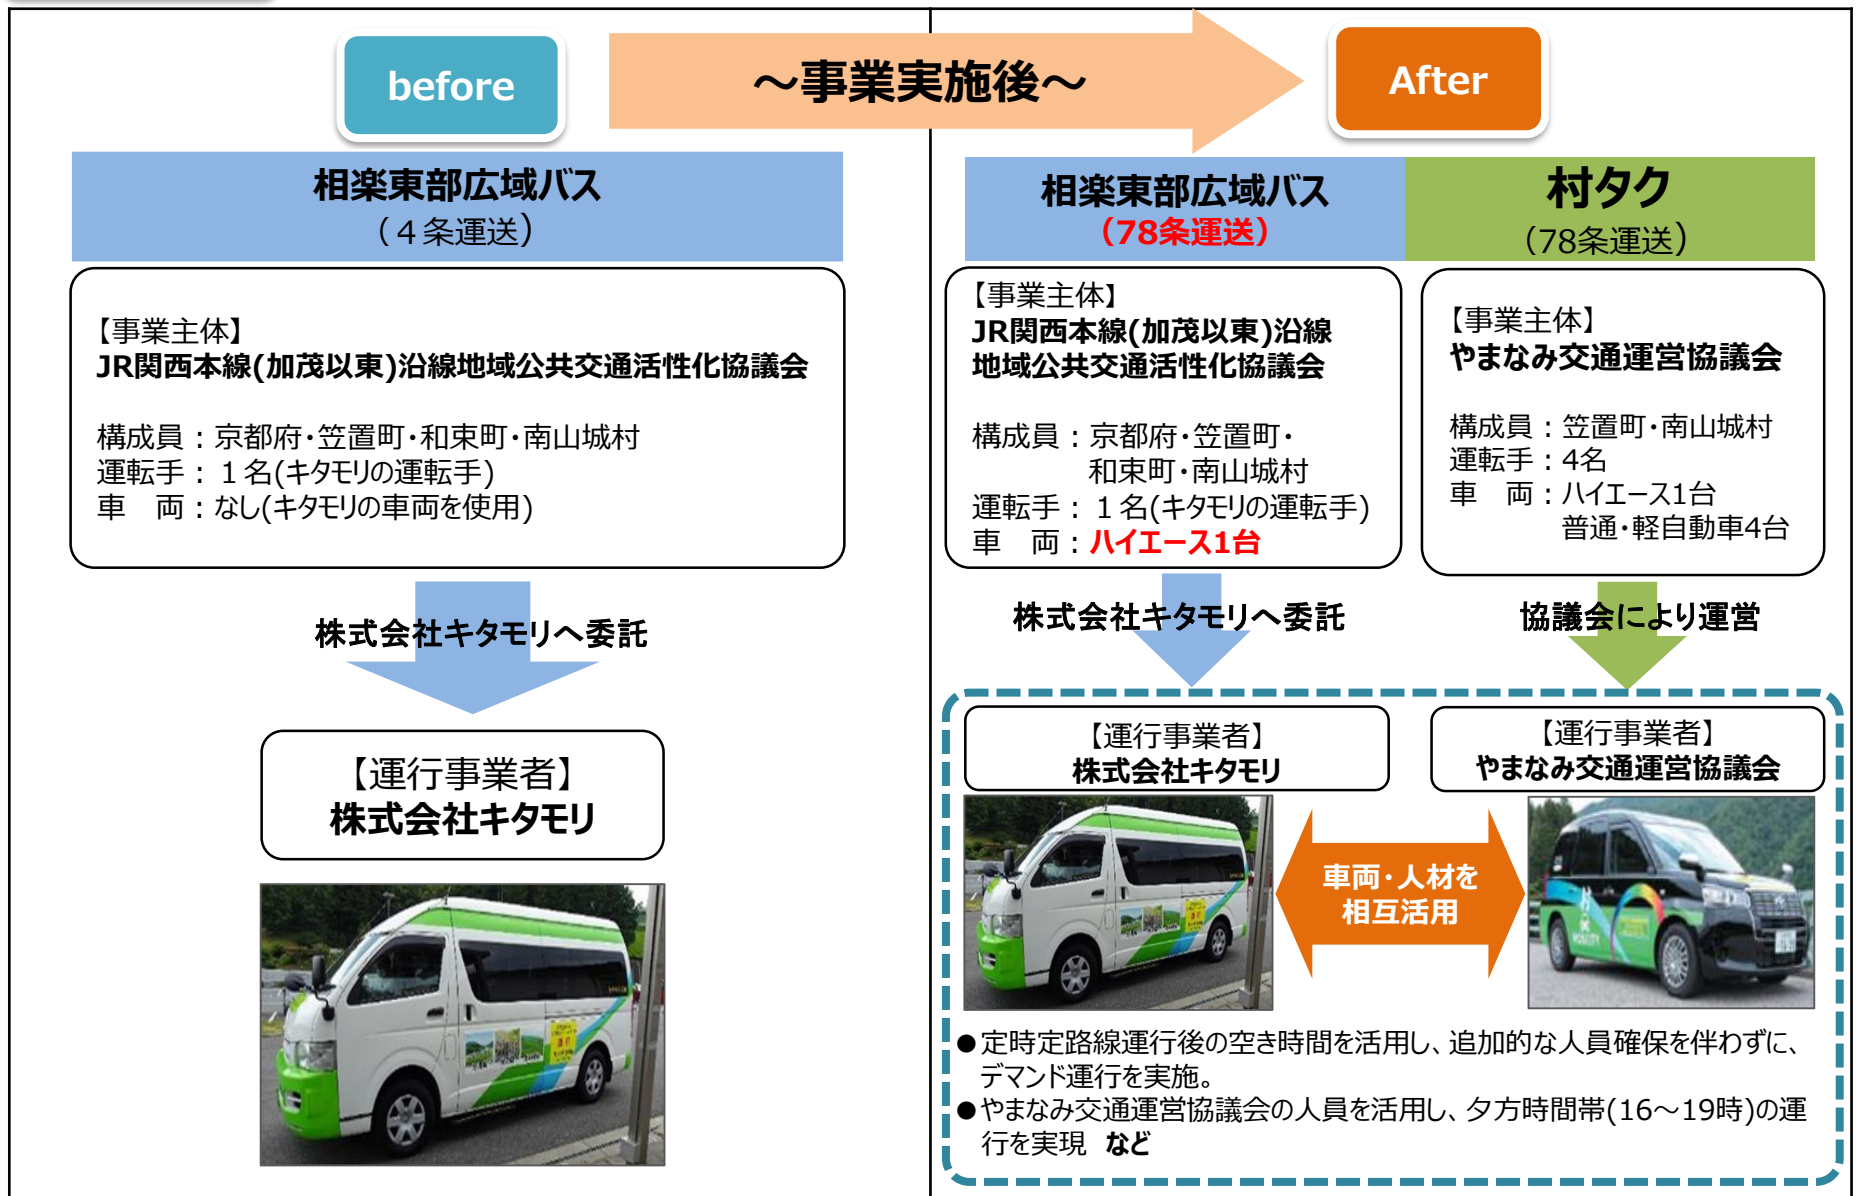 before
～事業実施後～
After
相楽東部広域バス
（４条運送）
【事業主体】
JR関西本線(加茂以東)沿線地域公共交通活性化協議会
構成員：京都府・笠置町・和束町・南山城村
運転手：１名(キタモリの運転手)
車　両：なし(キタモリの車両を使用)
株式会社キタモリへ委託
【運行事業者】
株式会社キタモリ
相楽東部広域バス
（78条運送）
【事業主体】
JR関西本線(加茂以東)沿線
地域公共交通活性化協議会
構成員：京都府・笠置町・
和束町・南山城村
運転手：１名(キタモリの運転手)
車　両：ハイエース1台
株式会社キタモリへ委託
村タク
（78条運送）
【事業主体】
やまなみ交通運営協議会
構成員：笠置町・南山城村
運転手：4名
車　両：ハイエース1台
普通・軽自動車4台
協議会により運営
【運行事業者】
株式会社キタモリ
【運行事業者】
やまなみ交通運営協議会
車両・人材を
相互活用
●定時定路線運行後の空き時間を活用し、追加的な人員確保を伴わずに、
デマンド運行を実施。
●やまなみ交通運営協議会の人員を活用し、夕方時間帯(16～19時)の運
行を実現　など